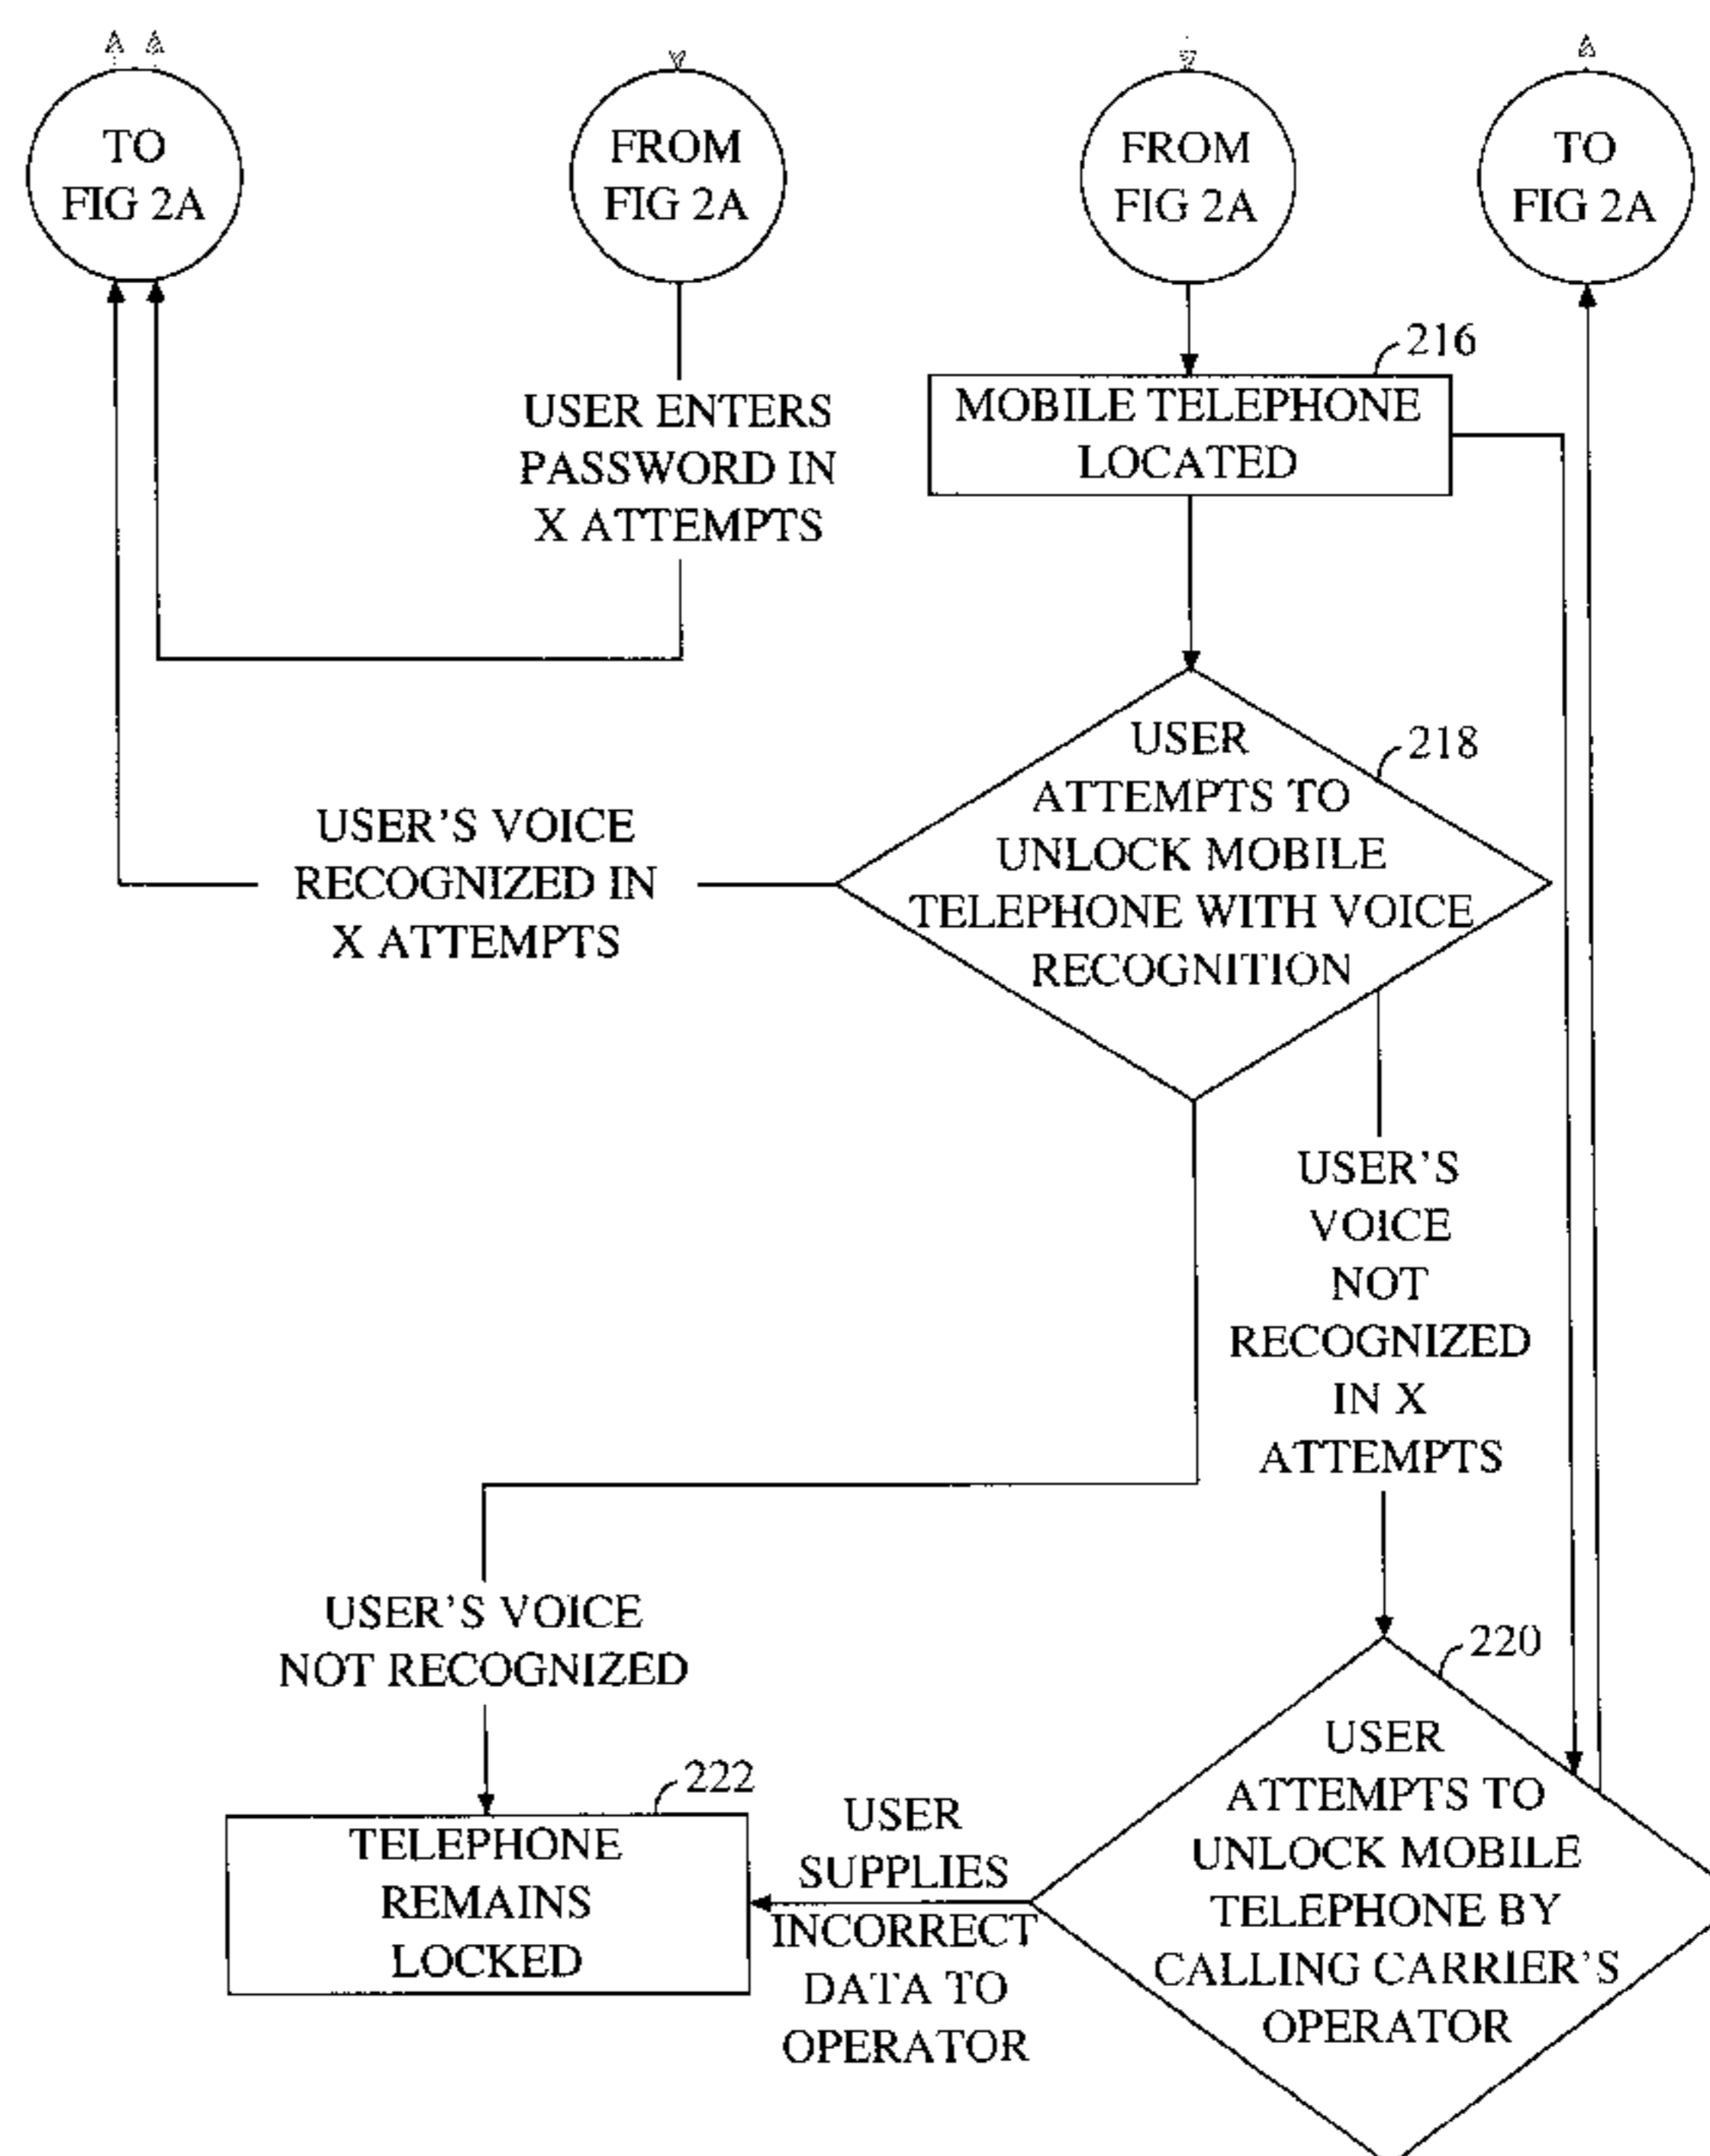 TO
FIG 2A
FROM
FIG 2A
FROM
FIG 2A
TO
FIG 2A
216
MOBILE TELEPHONE
LOCATED
USER ENTERS
PASSWORD IN
X ATTEMPTS
218
USER
ATTEMPTS TO
UNLOCK MOBILE
TELEPHONE WITH VOICE
RECOGNITION
USER'S VOICE
RECOGNIZED IN
X ATTEMPTS
USER'S
VOICE
NOT
RECOGNIZED
IN X
ATTEMPTS
USER'S VOICE
NOT RECOGNIZED
220
USER
ATTEMPTS TO
UNLOCK MOBILE
TELEPHONE BY
CALLING CARRIER'S
OPERATOR
222
TELEPHONE
REMAINS
LOCKED
USER
SUPPLIES
INCORRECT
DATA TO
OPERATOR